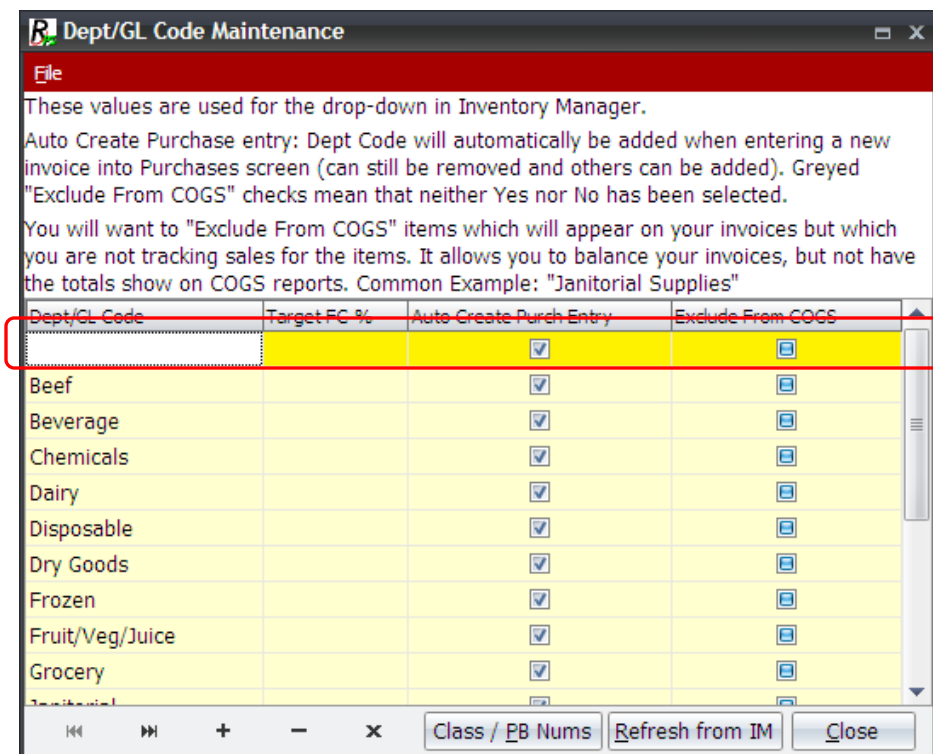 Dept/GL Code Maintenance
File
These values are used for the drop-down in Inventory Manager.
Auto Create Purchase entry: Dept Code will automatically be added when entering a new
invoice into Purchases screen (can still be removed and others can be added). Greyed
"Exclude From COGS" checks mean that neither Yes nor No has been selected.
You will want to "Exclude From COGS" items which will appear on your invoices but which
you are not tracking sales for the items. It allows you to balance your invoices, but not have
the totals show on COGS reports. Common Example: "Janitorial Supplies"
Dept/GL Code Target FC % Auto Create Purch Entry Exclude From COGS
Beef
Beverage
Chemicals
Dairy
Disposable
Dry Goods
Frozen
Fruit/Veg/Juice
Grocery
Janitorial
Class / PB Nums Refresh from IM Close